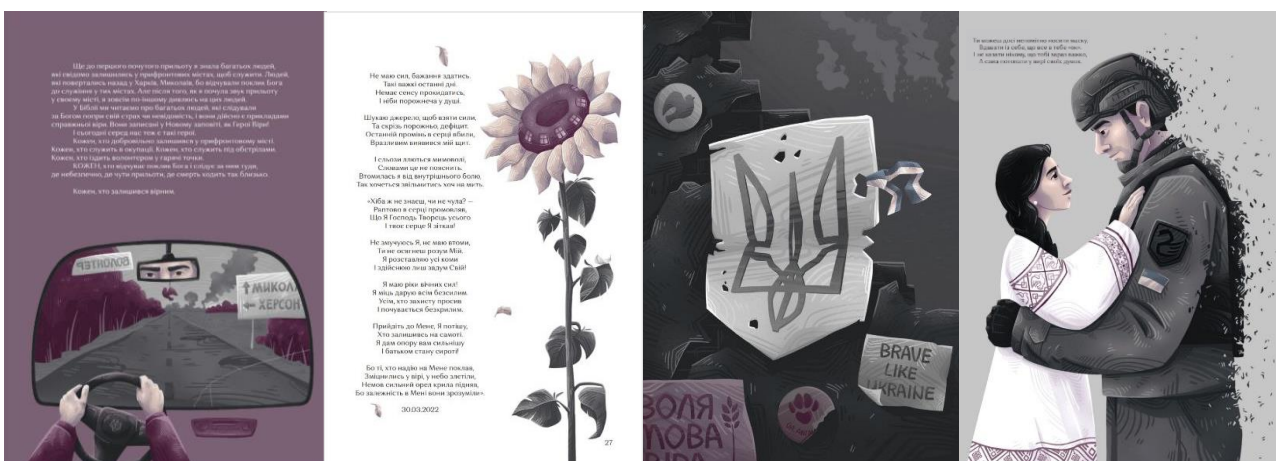 Ще до першого почутого прильоту я знала багатьох людей,
які свідомо залишились у прифронтових містах, щоб служити. Людей,
які повертались назад у Харків, Миколаїв, бо відчували поклик Бога
до служіння у тих містах. Але після того, як я почула звук прильоту
у своєму місті, я зовсім по-іншому дивлюсь на цих людей.
У Біблії ми читаємо про багатьох людей, які слідували
за Богом попри свій страх чи невідомість, і вони дійсно є прикладами
справжньої віри. Вони записані у Новому заповіті, як Герої Віри!
І сьогодні серед нас теж є такі герої.
Кожен, хто добровільно залишився у прифронтовому місті.
Кожен, хто служить в окупації. Кожен, хто служить під обстрілами.
Кожен, хто їздить волонтером у гарячі точки.
КОЖЕН, хто відчуває поклик Бога і слідує за ним туди,
де небезпечно, де чути прильоти, де смерть ходить так близько.
Кожен, хто залишився вірним.
ВОЛОНТЕР
МИКОЛА
ХЕРСОН
Не маю сил, бажання здатись,
Такі важкі останні дні.
Немає сенсу прокидатись,
І ніби порожнеча у душі.
Шукаю джерело, щоб взяти сили,
Та скрізь порожньо, дефіцит.
Останній промінь в серці вбили,
Вразливим виявився мій щит.
І сльози ллються мимоволі,
Словами це не пояснить.
Втомилась я від внутрішнього болю,
Так хочеться звільнитись хоч на мить.
«Хіба ж не знаєш, чи не чула? —
Раптово в серці промовляв,
Що Я Господь Творець усього
І твоє серце Я зіткав!
Не змучуюсь Я, не маю втоми,
Ти не осягнеш розум Мій.
Я розставляю усі коми
І здійснюю лиш задум Свій!
Я маю ріки вічних сил!
Я міць дарую всім безсилим.
Усім, хто захисту просив
І почувається безкрилим.
Прийдіть до Мене, Я потішу,
Хто залишивсь на самоті.
Я дам опору вам сильнішу
І батьком стану сироті!
Бо ті, хто надію на Мене поклав,
Зміцнились у вірі, у небо злетіли,
Немов сильний орел крила підняв,
Бо залежність в Мені вони зрозуміли».
30.03.2022
27
BRAVE
LIKE
UKRAINE
ВОЛЯ
МОВА
ВІРА